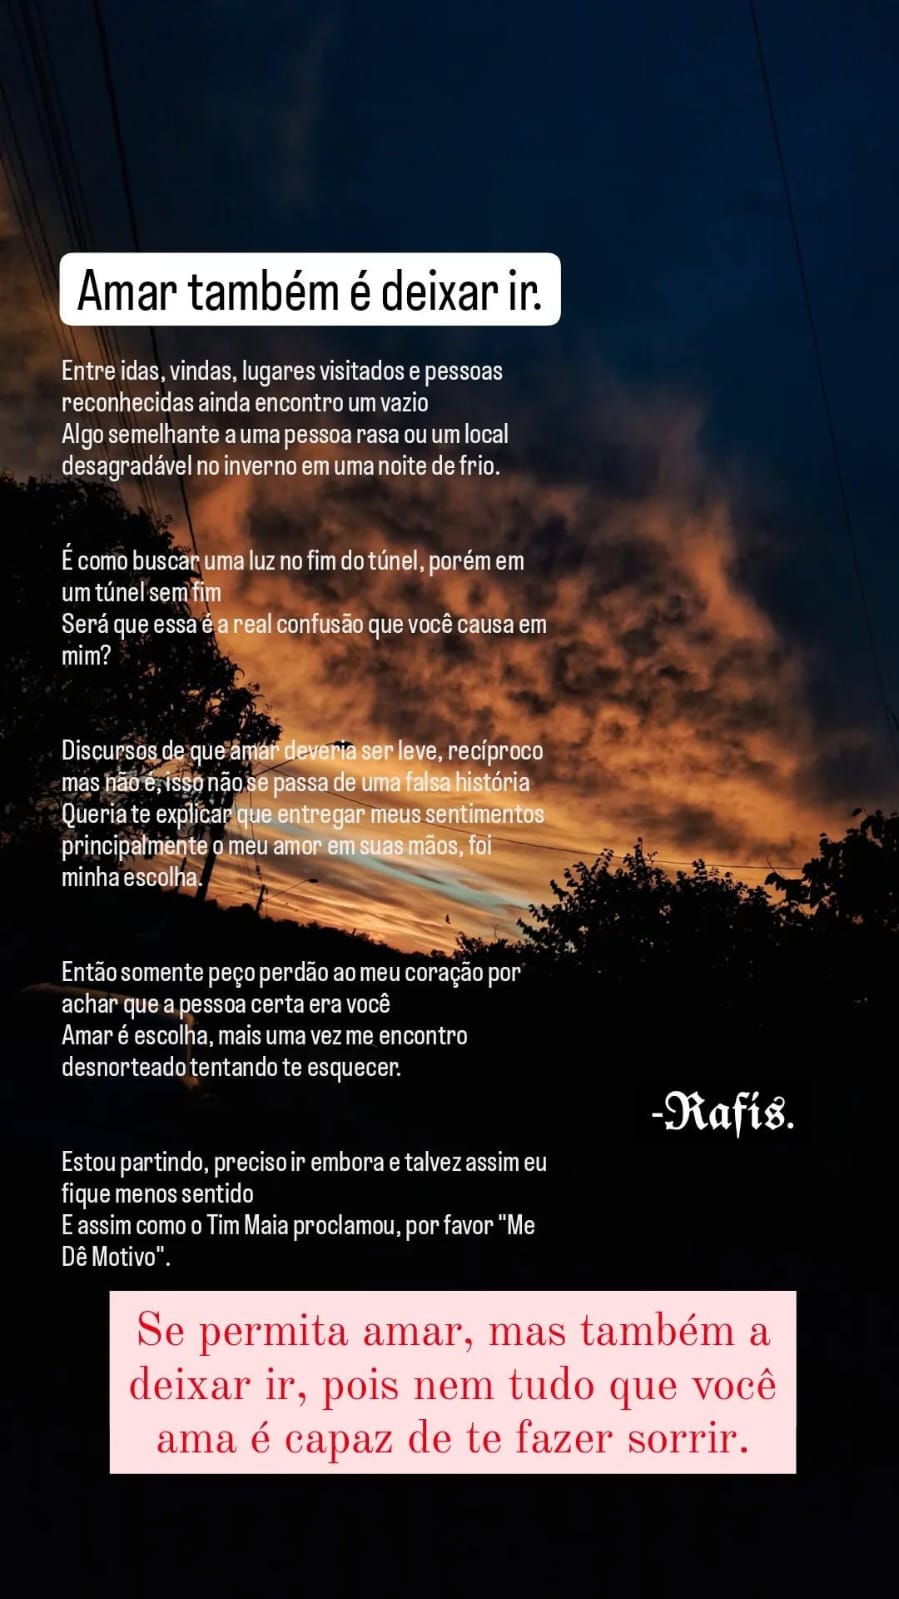 Amar também é deixar ir.
Entre idas, vindas, lugares visitados e pessoas
reconhecidas ainda encontro um vazio
Algo semelhante a uma pessoa rasa ou um local
desagradável no inverno em uma noite de frio.
É como buscar uma luz no fim do túnel, porém em
um túnel sem fim
Será que essa é a real confusão que você causa em
mim?
Discursos de que amar deveria ser leve, recíproco
mas não é, isso não se passa de uma falsa história
Queria te explicar que entregar meus sentimentos
principalmente o meu amor em suas mãos, foi
minha escolha.
Então somente peço perdão ao meu coração por
achar que a pessoa certa era você
Amar é escolha, mais uma vez me encontro
desnorteado tentando te esquecer.
-Rafis.
Estou partindo, preciso ir embora e talvez assim eu
fique menos sentido
E assim como o Tim Maia proclamou, por favor "Me
Dê Motivo".
Se permita amar, mas também a
deixar ir, pois nem tudo que você
ama é capaz de te fazer sorrir.